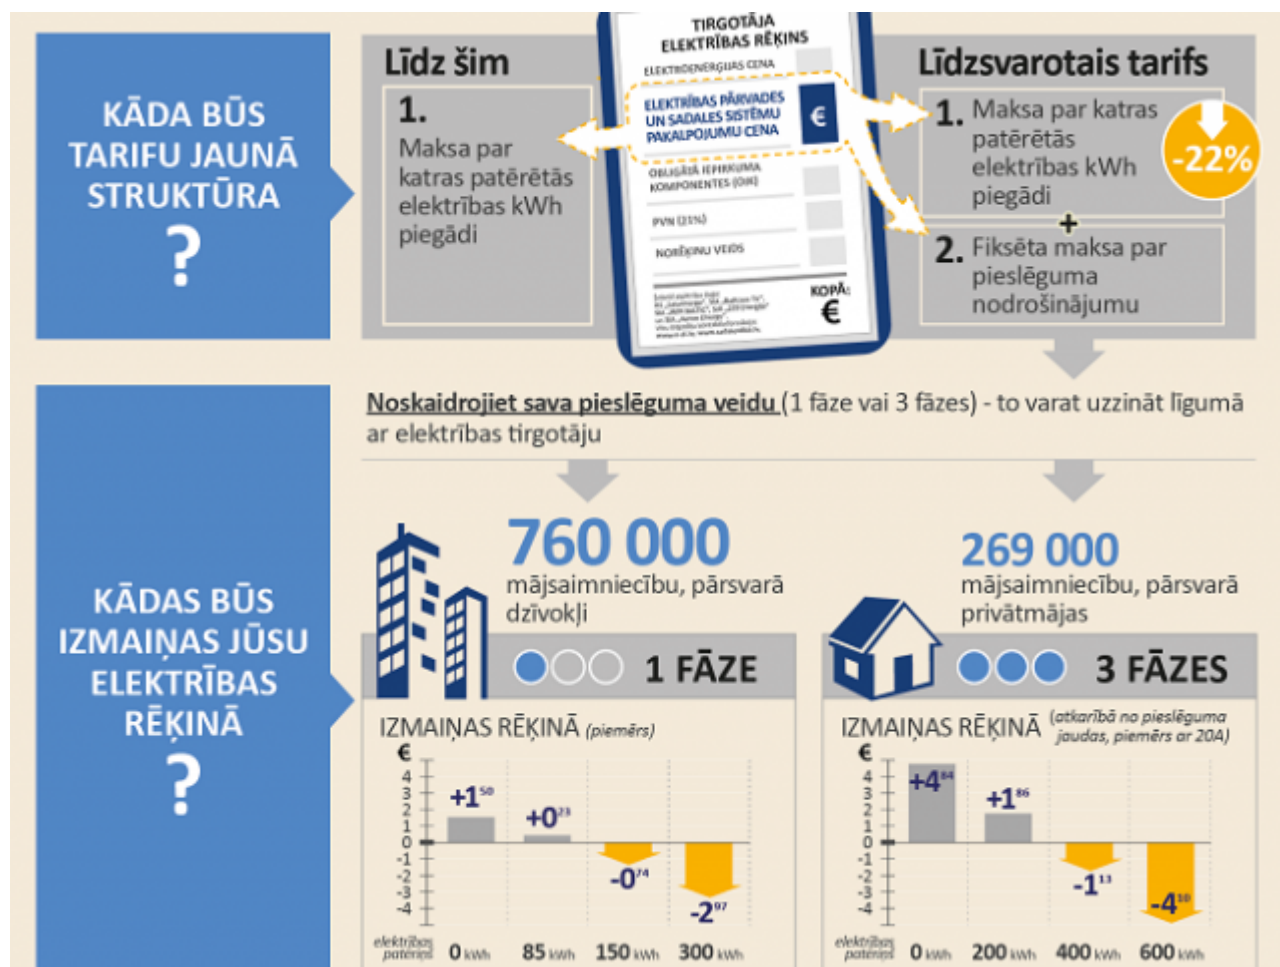 KĀDA BŪS
TARIFU JAUNĀ
STRUKTŪRA
?
Līdz šim
1.
Maksa par
katras patērētās
elektrības kWh
piegādi
TIRGOTĀJA
ELEKTRĪBAS RĒĶINS
ELEKTROENERĢIJAS CENA
ELEKTRĪBAS PĀRVADES
UN SADALES SISTĒMU
PAKALPOJUMU CENA
€
OBLIGĀTĀ IEPIRKUMA
KOMPONENTES (OIK)
PVN (21%)
NORĒĶINU VEIDS
KOPĀ:
€
Līdzsvarotais tarifs
1. Maksa par katras
patērētās
elektrības kWh
piegādi
-22%
+
2. Fiksēta maksa par
pieslēguma
nodrošinājumu
KĀDAS BŪS
IZMAIŅAS JŪSU
ELEKTRĪBAS
RĒĶINĀ
?
Noskaidrojiet sava pieslēguma veidu (1 fāze vai 3 fāzes) - to varat uzzināt līgumā
ar elektrības tirgotāju
760 000
mājsaimniecību, pārsvarā
dzīvokļi
1 FĀZE
IZMAIŅAS RĒĶINĀ (piemērs)
€
4
3
2
1
0
-1
-2
-3
-4
+1⁵⁰
+0²³
-0⁷⁴
-2⁹⁷
elektrības
patēriņš
0 kWh 85 kWh 150 kWh 300 kWh
269 000
mājsaimniecību, pārsvarā
privātmājas
3 FĀZES
IZMAIŅAS RĒĶINĀ (atkarībā no pieslēguma
jaudas, piemērs ar 20A)
€
4
3
2
1
0
-1
-2
-3
-4
+4⁸⁴
+1⁸⁶
-1¹³
-4¹⁰
elektrības
patēriņš
0 kWh 200 kWh 400 kWh 600 kWh